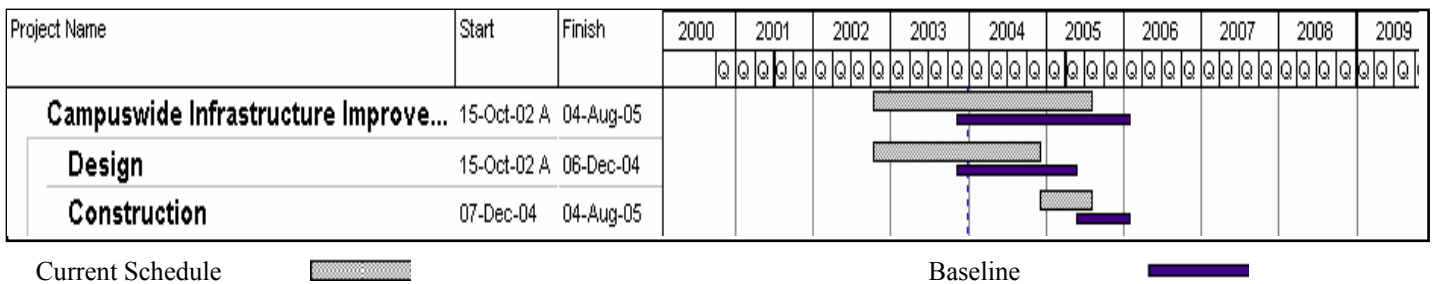 Project Name Start Finish 2000 2001 2002 2003 2004 2005 2006 2007 2008 2009
Q Q Q Q Q Q Q Q Q Q Q Q Q Q Q Q Q Q Q Q Q Q Q Q Q Q Q Q Q Q Q Q Q Q Q Q
Campuswide Infrastructure Improve... 15-Oct-02 A 04-Aug-05
Design 15-Oct-02 A 06-Dec-04
Construction 07-Dec-04 04-Aug-05
Current Schedule Baseline